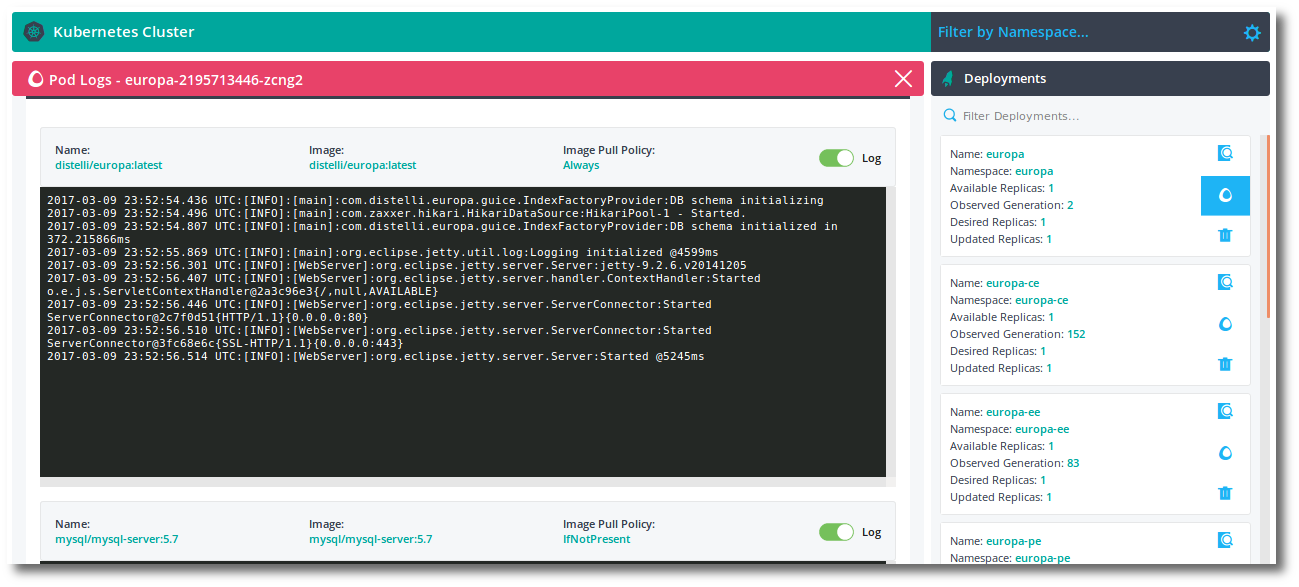 Kubernetes Cluster
Filter by Namespace...
Pod Logs - europa-2195713446-zcng2
Name:
distelli/europa:latest
Image:
distelli/europa:latest
Image Pull Policy:
Always
Log
2017-03-09 23:52:54.436 UTC:[INFO]:[main]:com.distelli.europa.guice.IndexFactoryProvider:DB schema initializing
2017-03-09 23:52:54.496 UTC:[INFO]:[main]:com.zaxxer.hikari.HikariDataSource:HikariPool-1 - Started.
2017-03-09 23:52:54.807 UTC:[INFO]:[main]:com.distelli.europa.guice.IndexFactoryProvider:DB schema initialized in
372.215866ms
2017-03-09 23:52:55.869 UTC:[INFO]:[main]:org.eclipse.jetty.util.log:Logging initialized @4599ms
2017-03-09 23:52:56.301 UTC:[INFO]:[WebServer]:org.eclipse.jetty.server.Server:jetty-9.2.6.v20141205
2017-03-09 23:52:56.407 UTC:[INFO]:[WebServer]:org.eclipse.jetty.server.handler.ContextHandler:Started
o.e.j.s.ServletContextHandler@2a3c96e3{/,null,AVAILABLE}
2017-03-09 23:52:56.446 UTC:[INFO]:[WebServer]:org.eclipse.jetty.server.ServerConnector:Started
ServerConnector@2c7f0d51{HTTP/1.1}{0.0.0.0:80}
2017-03-09 23:52:56.510 UTC:[INFO]:[WebServer]:org.eclipse.jetty.server.ServerConnector:Started
ServerConnector@3fc68e6c{SSL-HTTP/1.1}{0.0.0.0:443}
2017-03-09 23:52:56.514 UTC:[INFO]:[WebServer]:org.eclipse.jetty.server.Server:Started @5245ms
Name:
mysql/mysql-server:5.7
Image:
mysql/mysql-server:5.7
Image Pull Policy:
IfNotPresent
Log
Deployments
Filter Deployments...
Name: europa
Namespace: europa
Available Replicas: 1
Observed Generation: 2
Desired Replicas: 1
Updated Replicas: 1
Name: europa-ce
Namespace: europa-ce
Available Replicas: 1
Observed Generation: 152
Desired Replicas: 1
Updated Replicas: 1
Name: europa-ee
Namespace: europa-ee
Available Replicas: 1
Observed Generation: 83
Desired Replicas: 1
Updated Replicas: 1
Name: europa-pe
Namespace: europa-pe